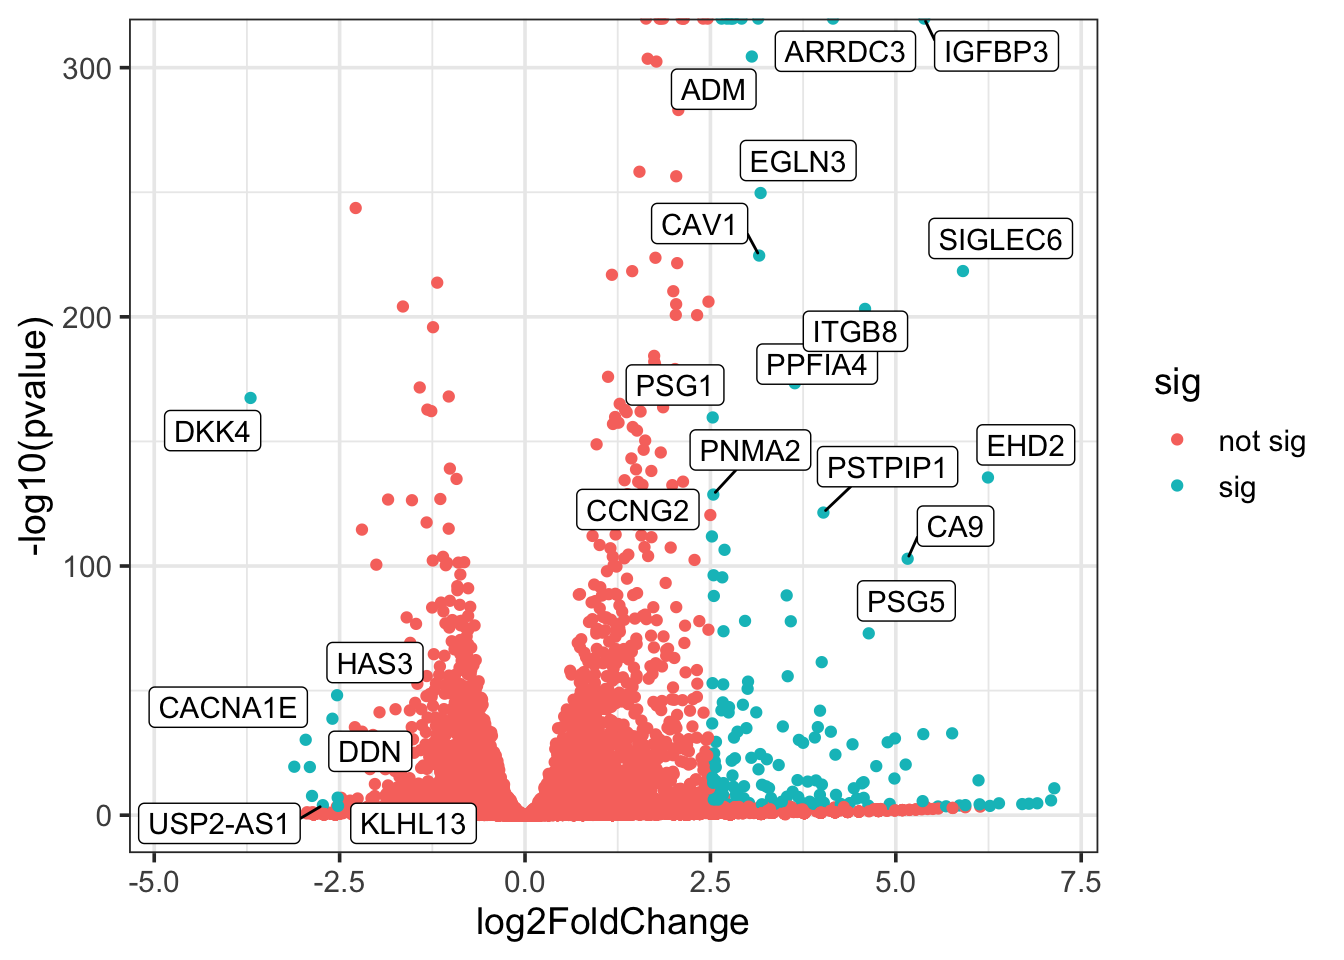 ARRDC3
IGFBP3
ADM
EGLN3
CAV1
SIGLEC6
ITGB8
PPFIA4
PSG1
DKK4
PNMA2
EHD2
PSTPIP1
CCNG2
CA9
PSG5
HAS3
CACNA1E
DDN
USP2-AS1
KLHL13
300
200
100
0
-log10(pvalue)
-5.0 -2.5 0.0 2.5 5.0 7.5
log2FoldChange
sig
not sig
sig